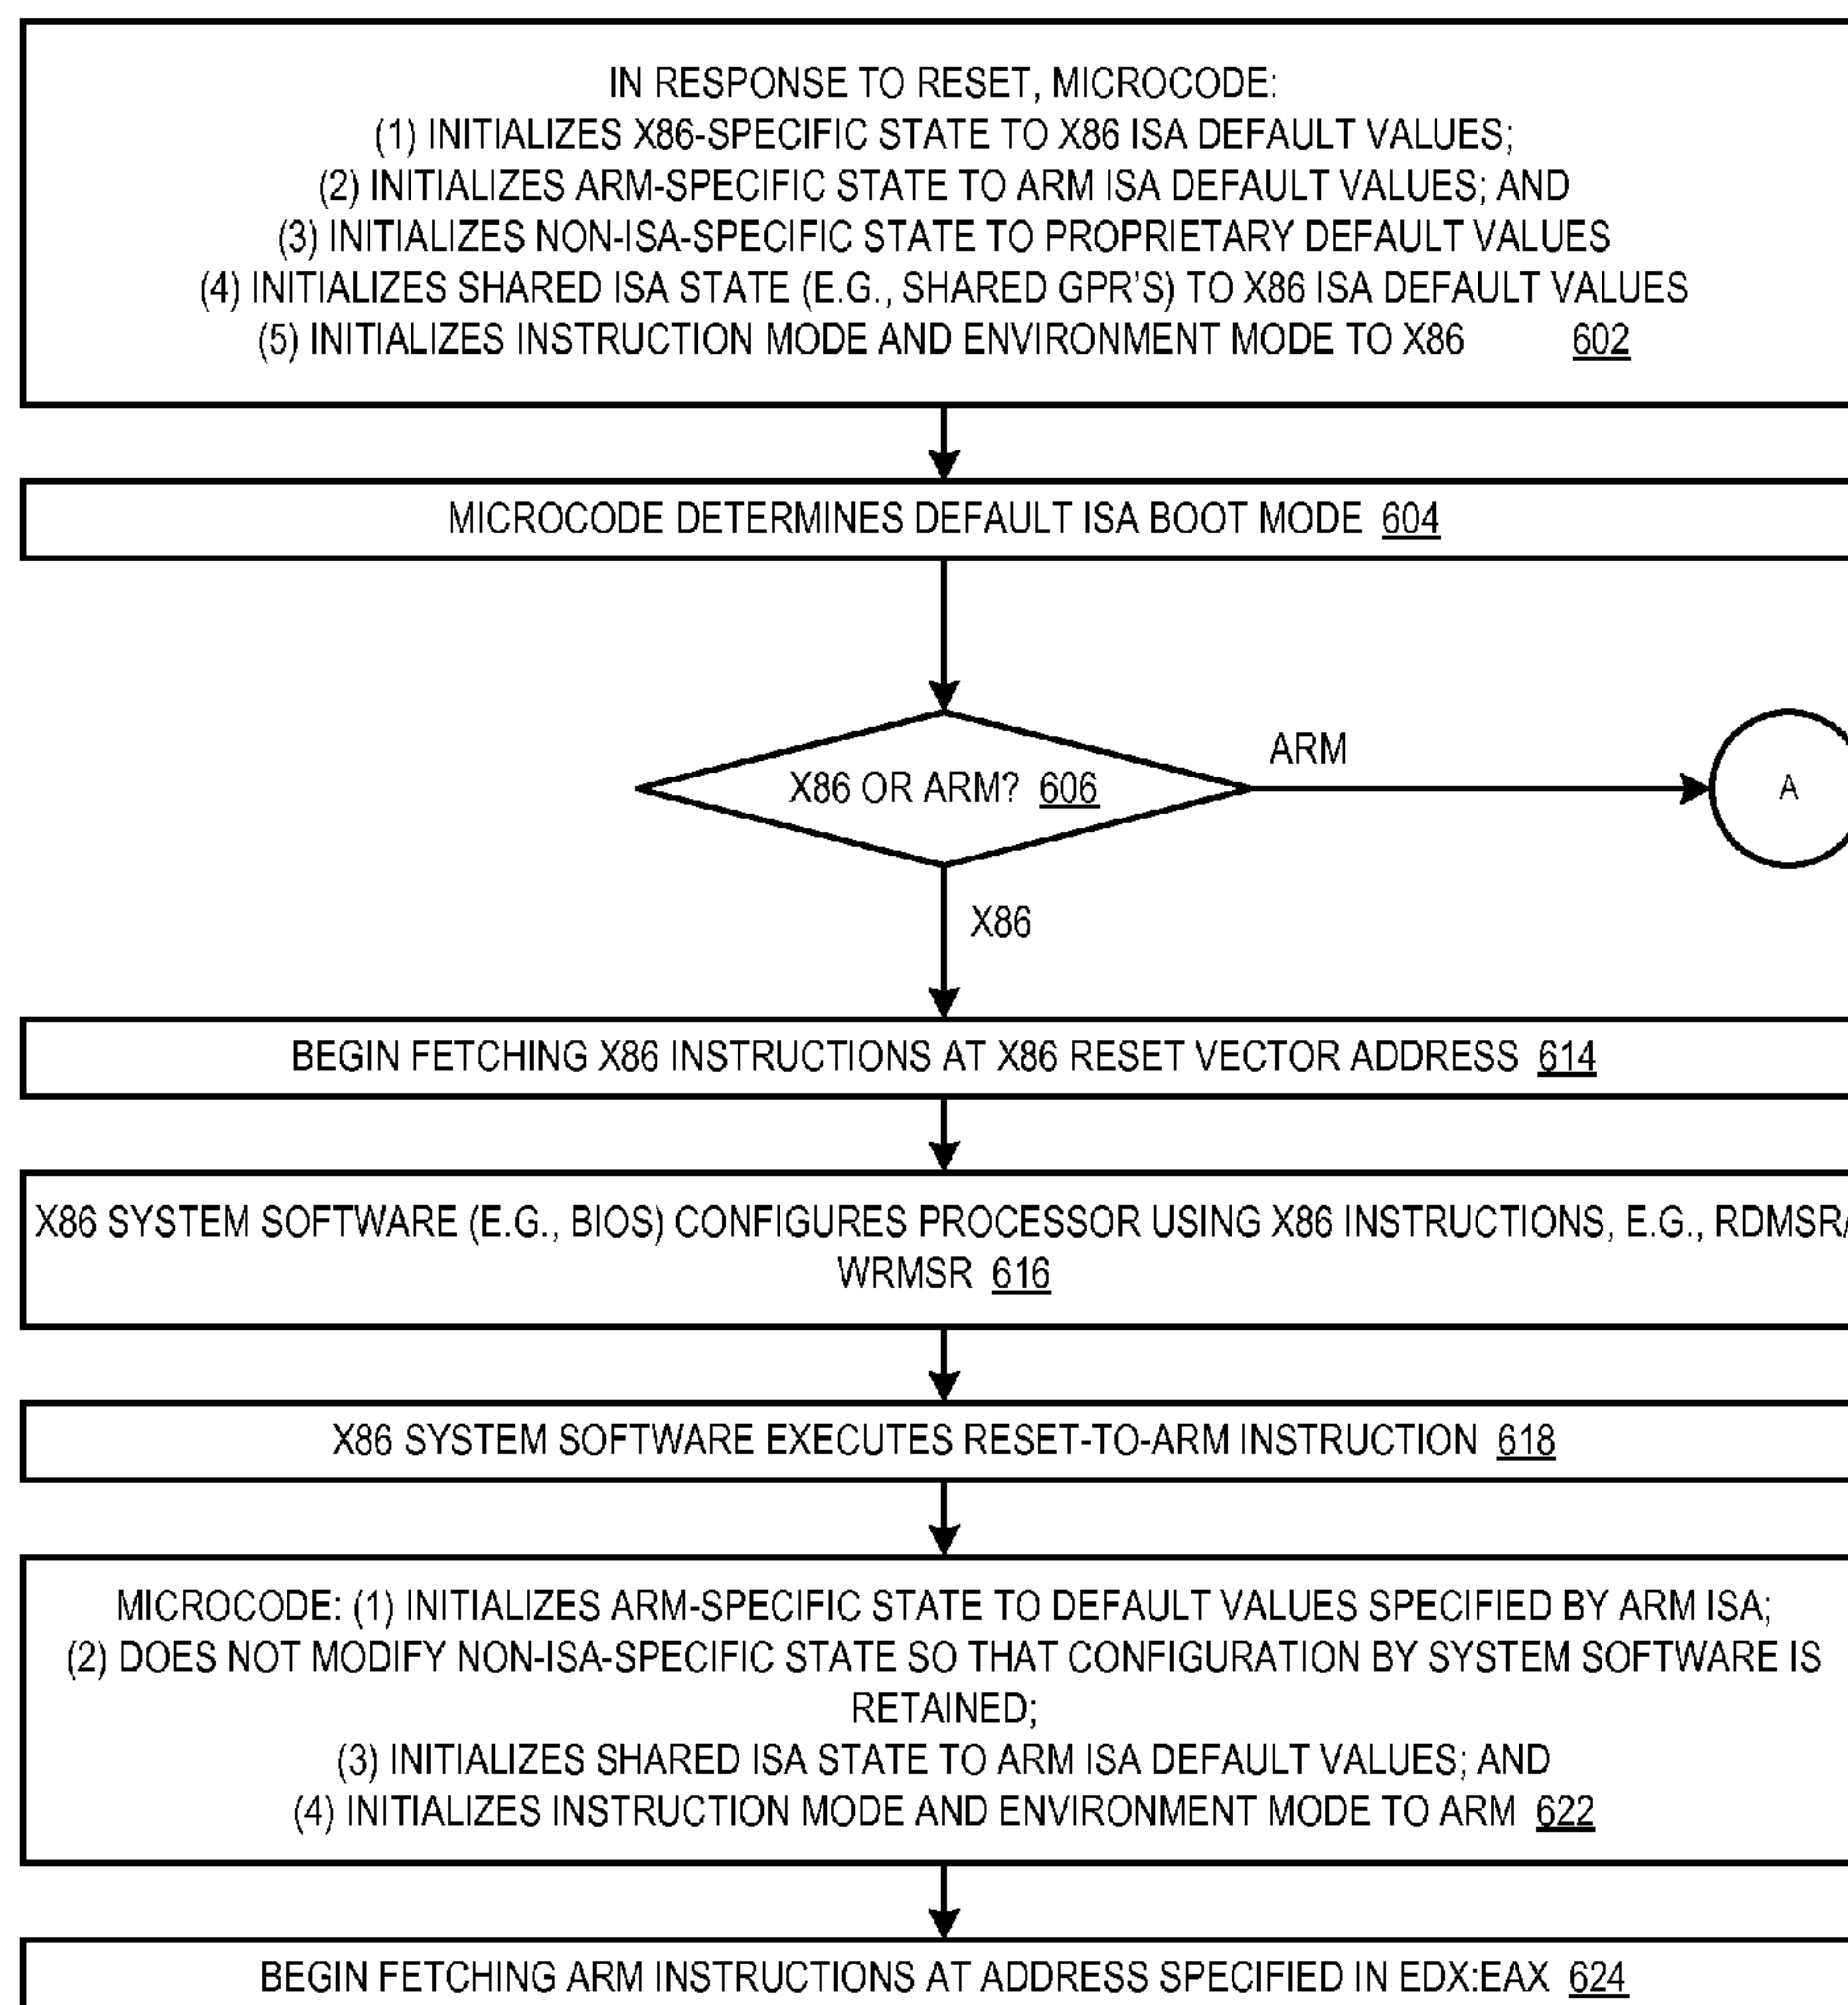 IN RESPONSE TO RESET, MICROCODE:
(1) INITIALIZES X86-SPECIFIC STATE TO X86 ISA DEFAULT VALUES;
(2) INITIALIZES ARM-SPECIFIC STATE TO ARM ISA DEFAULT VALUES; AND
(3) INITIALIZES NON-ISA-SPECIFIC STATE TO PROPRIETARY DEFAULT VALUES
(4) INITIALIZES SHARED ISA STATE (E.G., SHARED GPR'S) TO X86 ISA DEFAULT VALUES
(5) INITIALIZES INSTRUCTION MODE AND ENVIRONMENT MODE TO X86 602
MICROCODE DETERMINES DEFAULT ISA BOOT MODE 604
ARM
X86 OR ARM? 606
A
X86
BEGIN FETCHING X86 INSTRUCTIONS AT X86 RESET VECTOR ADDRESS 614
X86 SYSTEM SOFTWARE (E.G., BIOS) CONFIGURES PROCESSOR USING X86 INSTRUCTIONS, E.G., RDMSR/
WRMSR 616
X86 SYSTEM SOFTWARE EXECUTES RESET-TO-ARM INSTRUCTION 618
MICROCODE: (1) INITIALIZES ARM-SPECIFIC STATE TO DEFAULT VALUES SPECIFIED BY ARM ISA;
(2) DOES NOT MODIFY NON-ISA-SPECIFIC STATE SO THAT CONFIGURATION BY SYSTEM SOFTWARE IS
RETAINED;
(3) INITIALIZES SHARED ISA STATE TO ARM ISA DEFAULT VALUES; AND
(4) INITIALIZES INSTRUCTION MODE AND ENVIRONMENT MODE TO ARM 622
BEGIN FETCHING ARM INSTRUCTIONS AT ADDRESS SPECIFIED IN EDX:EAX 624